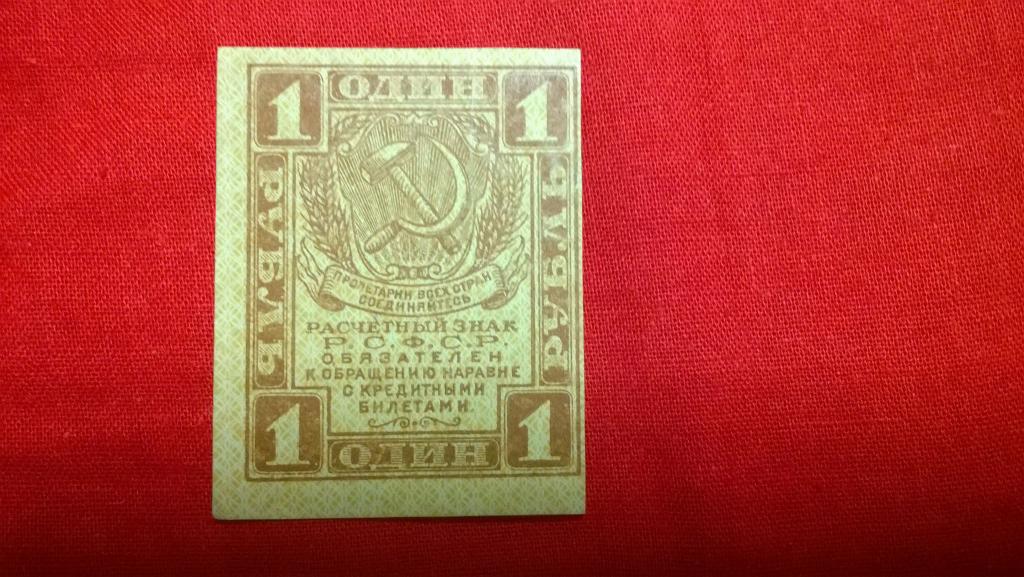 1 ОДИН 1
РУБЛЬ
РУБЛЬ
ПРОЛЕТАРИИ ВСЕХ СТРАН
СОЕДИНЯЙТЕСЬ
РАСЧЕТНЫЙ ЗНАК
Р.С.Ф.С.Р.
ОБЯЗАТЕЛЕН
К ОБРАЩЕНИЮ НАРАВНЕ
С КРЕДИТНЫМИ
БИЛЕТАМИ.
1 ОДИН 1